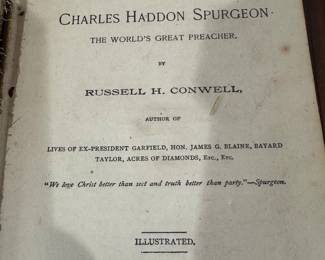 CHARLES HADDON SPURGEON
THE WORLD'S GREAT PREACHER.
BY
RUSSELL H. CONWELL,
AUTHOR OF
LIVES OF EX-PRESIDENT GARFIELD, HON. JAMES G. BLAINE, BAYARD
TAYLOR, ACRES OF DIAMONDS, ETC., ETC.
"We love Christ better than sect and truth better than party."—Spurgeon.
ILLUSTRATED.